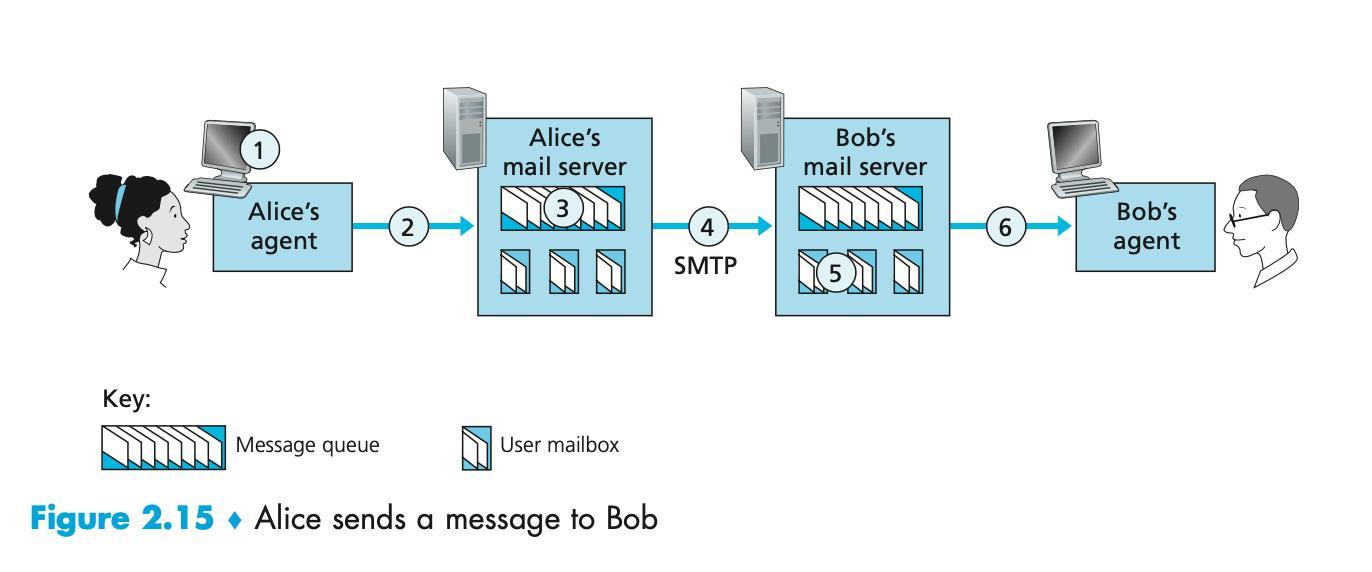 1
Alice's
agent
2
Alice's
mail server
3
4
SMTP
Bob's
mail server
5
6
Bob's
agent
Key:
Message queue
User mailbox
Figure 2.15 ♦ Alice sends a message to Bob